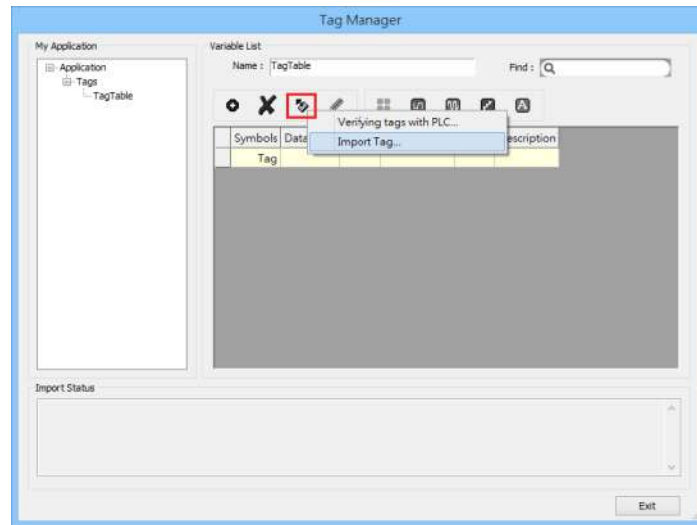 Tag Manager
My Application
Application
Tags
TagTable
Variable List
Name : TagTable
Find :
Verifying tags with PLC...
Import Tag...
Symbols Data escription
Tag
Import Status
Exit